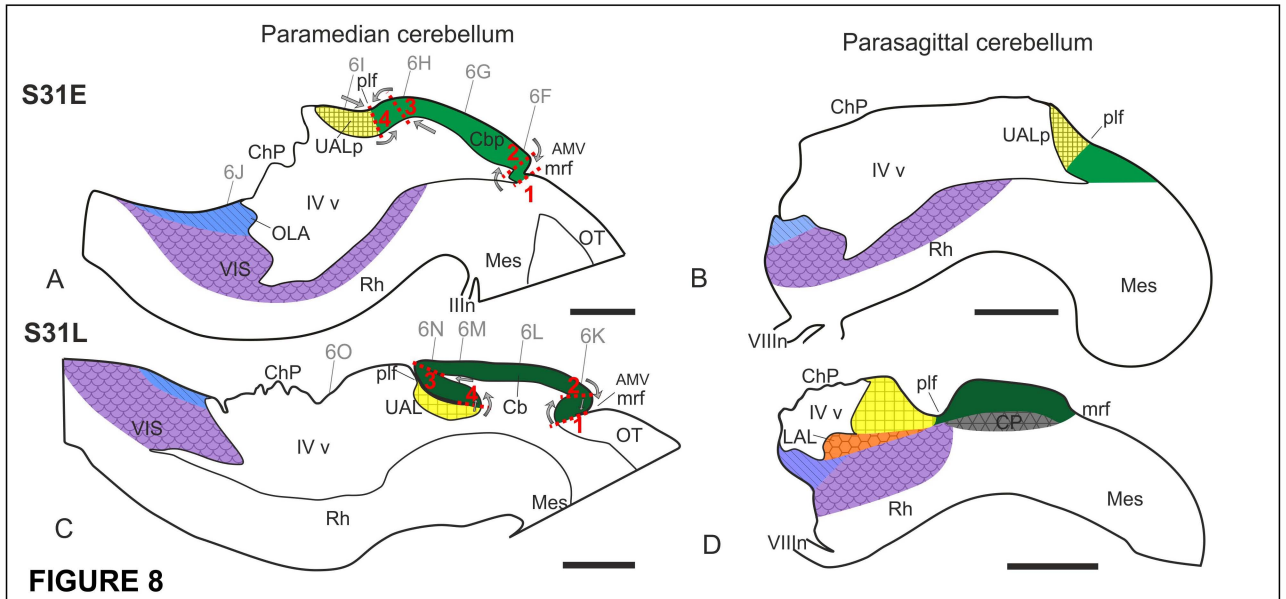 Paramedian cerebellum
Parasagittal cerebellum
S31E
6I
6H
6G
6F
plf
4
3
UALp
Cbp
2
AMV
mrf
1
ChP
6J
IV v
OLA
VIS
Rh
Mes
OT
IIIn
A
ChP
UALp
plf
IV v
Rh
Mes
VIIIn
B
S31L
6O
6N
6M
6L
6K
ChP
plf
3
4
UAL
Cb
2
AMV
mrf
1
OT
VIS
IV v
Rh
Mes
C
ChP
plf
IV v
CP
mrf
LAL
Rh
Mes
VIIIn
D
FIGURE 8